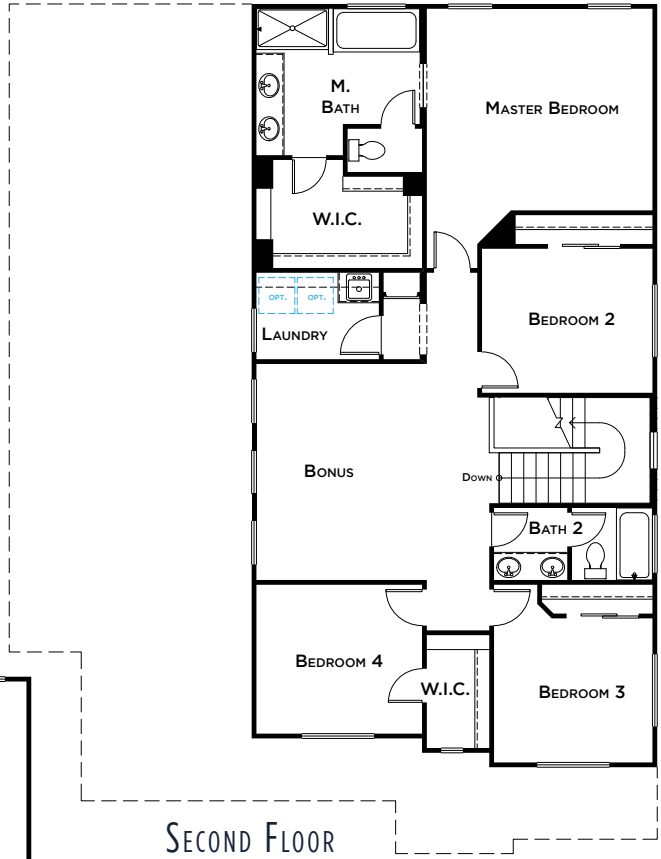 M.
Bath
Master Bedroom
W.I.C.
OPT. OPT.
Laundry
Bedroom 2
Bonus
Down
Bath 2
Bedroom 4
W.I.C.
Bedroom 3
Second Floor